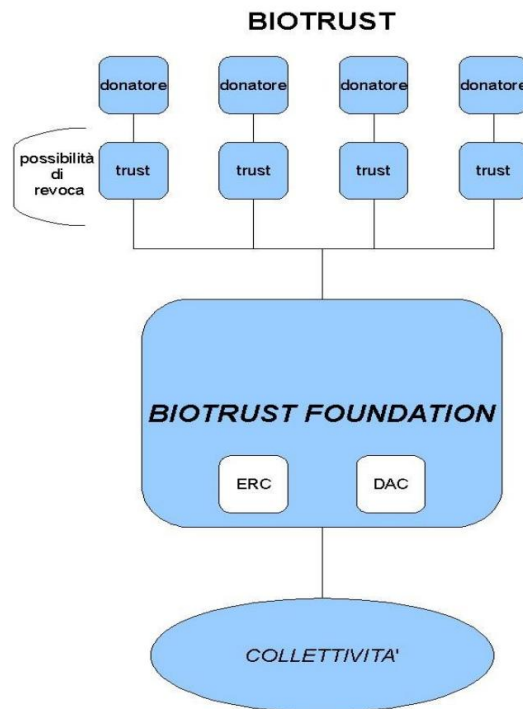 BIOTRUST
donatore donatore donatore donatore
possibilità
di
revoca
trust trust trust trust
BIOTRUST FOUNDATION
ERC DAC
COLLETTIVITA'